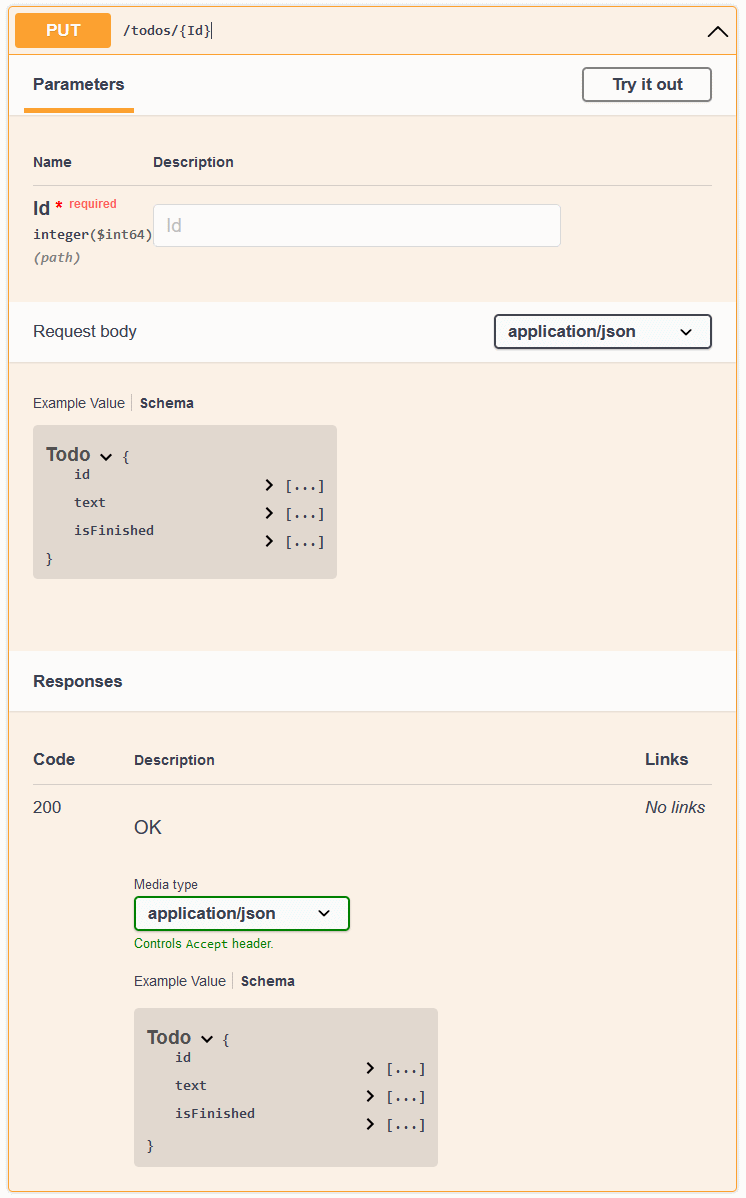 PUT /todos/{Id}
Parameters
Try it out
Name Description
Id * required
integer($int64)
(path)
Id
Request body
application/json
Example Value Schema
Todo {
id [...]
text [...]
isFinished [...]
}
Responses
Code Description Links
200 No links
OK
Media type
application/json
Controls Accept header.
Example Value Schema
Todo {
id [...]
text [...]
isFinished [...]
}